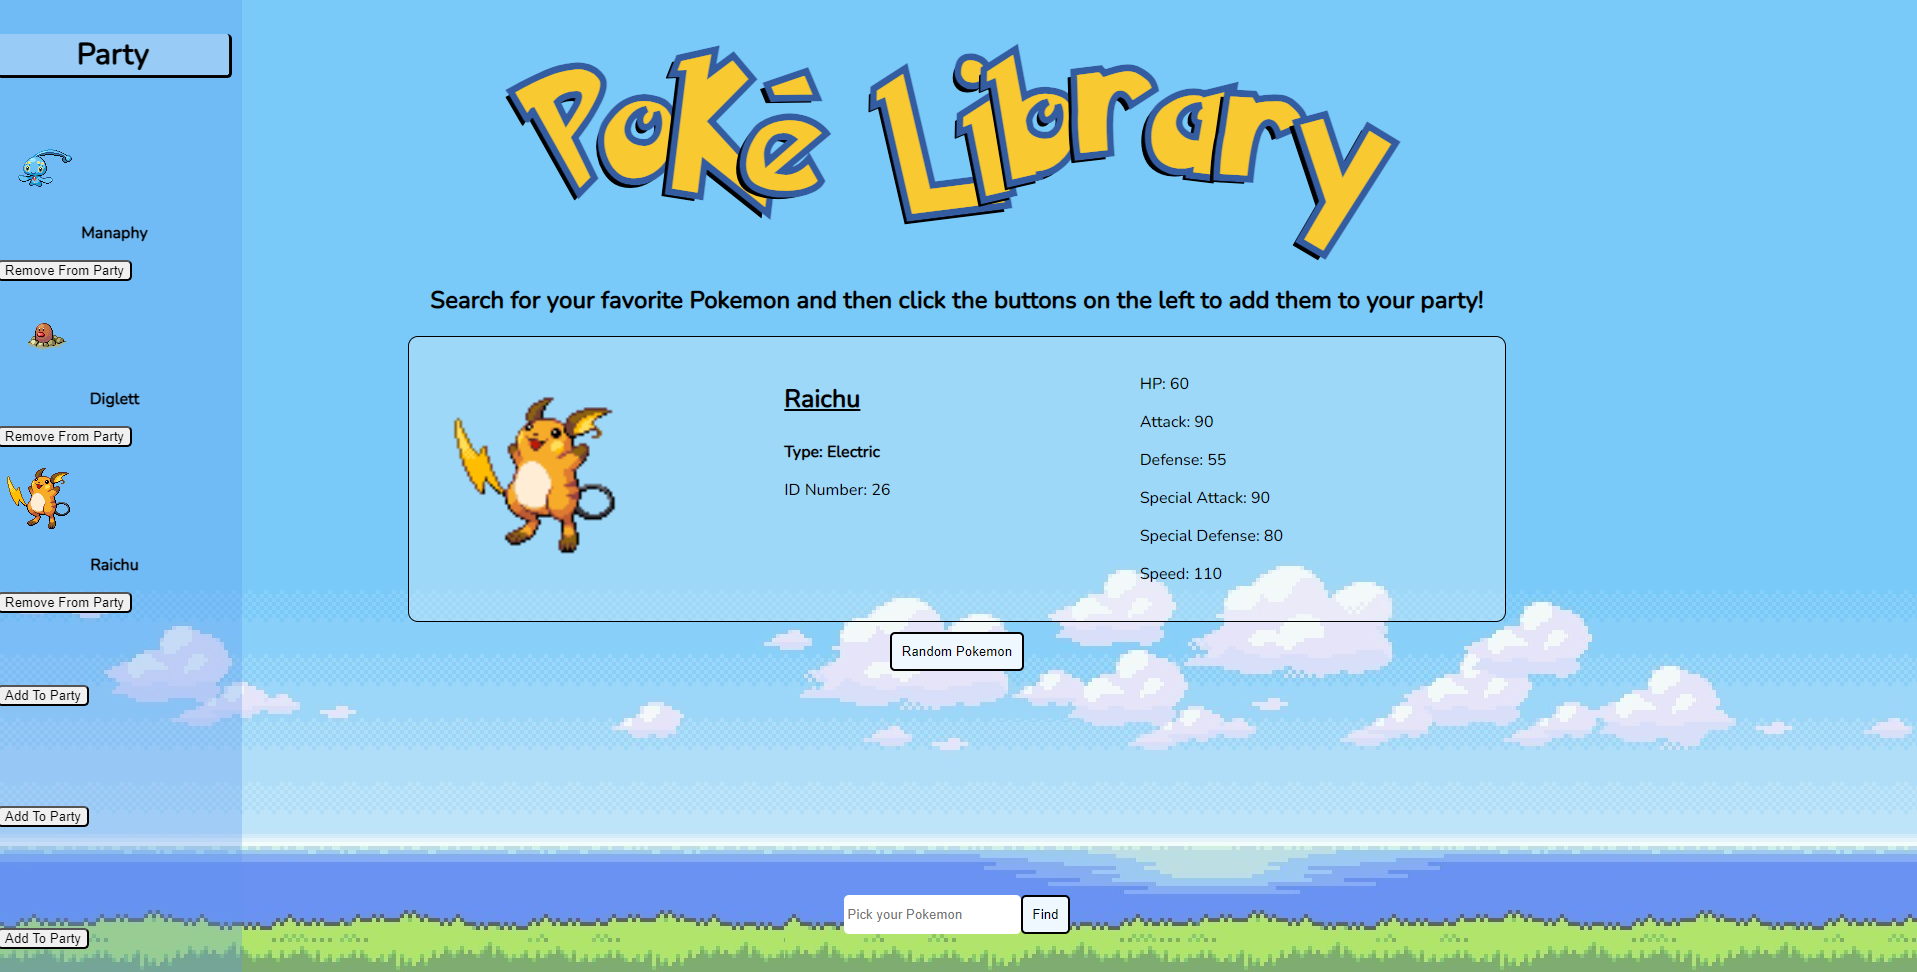 Party
Manaphy
Remove From Party
Diglett
Remove From Party
Raichu
Remove From Party
Add To Party
Add To Party
Add To Party
Poké Library
Search for your favorite Pokemon and then click the buttons on the left to add them to your party!
Raichu
Type: Electric
ID Number: 26
HP: 60
Attack: 90
Defense: 55
Special Attack: 90
Special Defense: 80
Speed: 110
Random Pokemon
Pick your Pokemon
Find